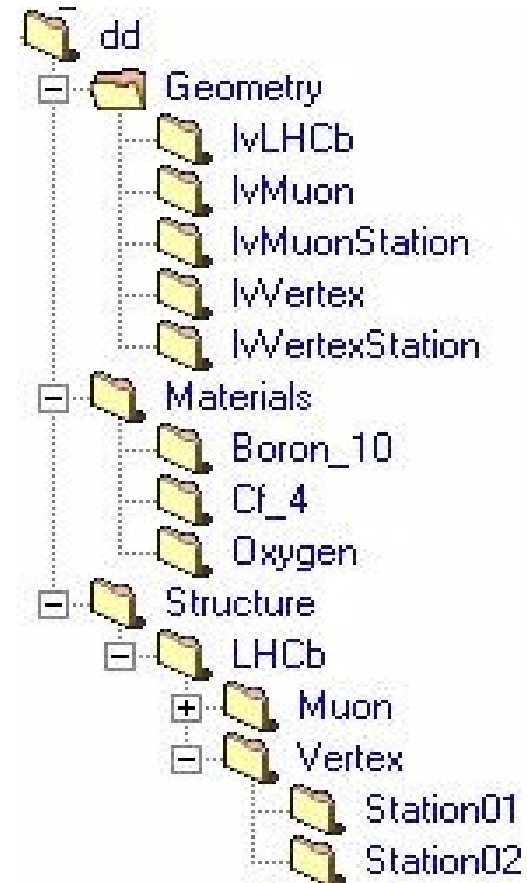 dd
Geometry
lvLHCb
lvMuon
lvMuonStation
lvVertex
lvVertexStation
Materials
Boron_10
Cf_4
Oxygen
Structure
LHCb
Muon
Vertex
Station01
Station02